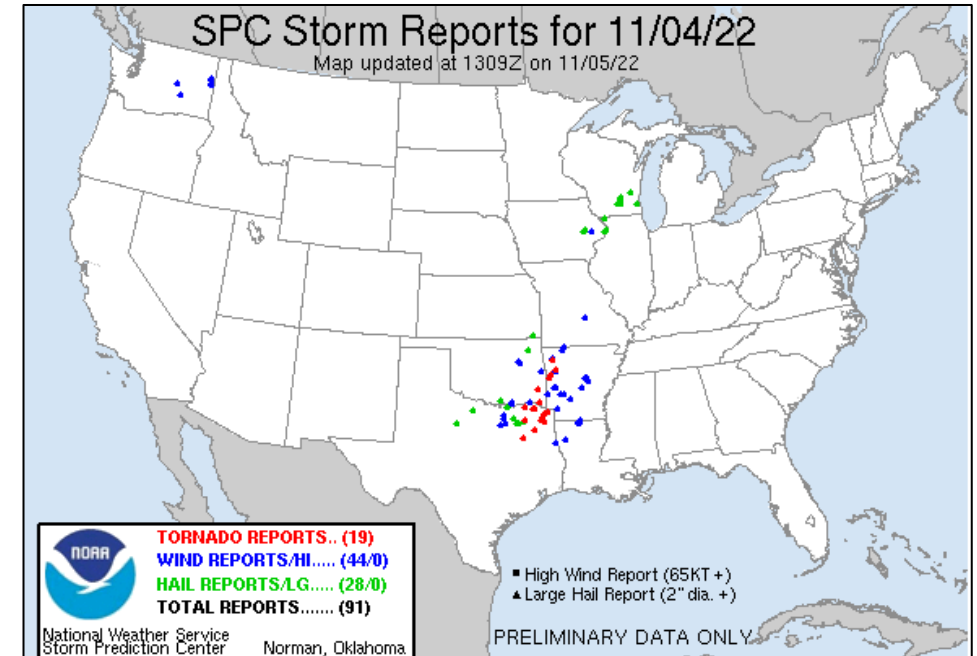 SPC Storm Reports for 11/04/22
Map updated at 1309Z on 11/05/22
NOAA
TORNADO REPORTS.. (19)
WIND REPORTS/HI..... (44/0)
HAIL REPORTS/LG..... (28/0)
TOTAL REPORTS....... (91)
National Weather Service
Storm Prediction Center Norman, Oklahoma
High Wind Report (65KT +)
Large Hail Report (2" dia. +)
PRELIMINARY DATA ONLY